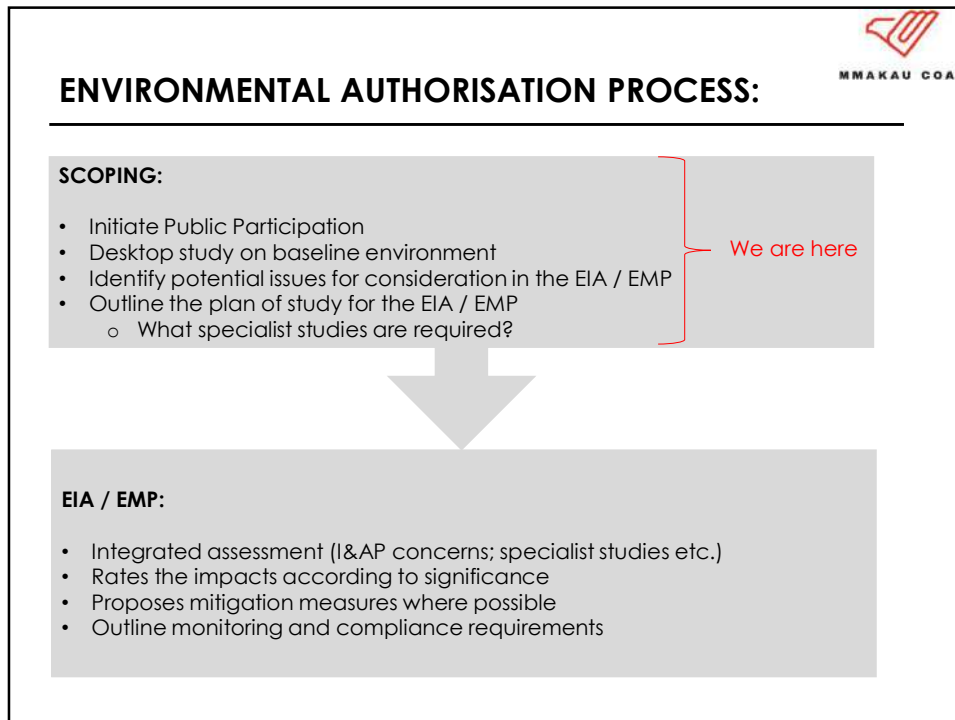 MMAKAU COA
ENVIRONMENTAL AUTHORISATION PROCESS:
SCOPING:
• Initiate Public Participation
• Desktop study on baseline environment
• Identify potential issues for consideration in the EIA / EMP
• Outline the plan of study for the EIA / EMP
o What specialist studies are required?
We are here
EIA / EMP:
• Integrated assessment (I&AP concerns; specialist studies etc.)
• Rates the impacts according to significance
• Proposes mitigation measures where possible
• Outline monitoring and compliance requirements